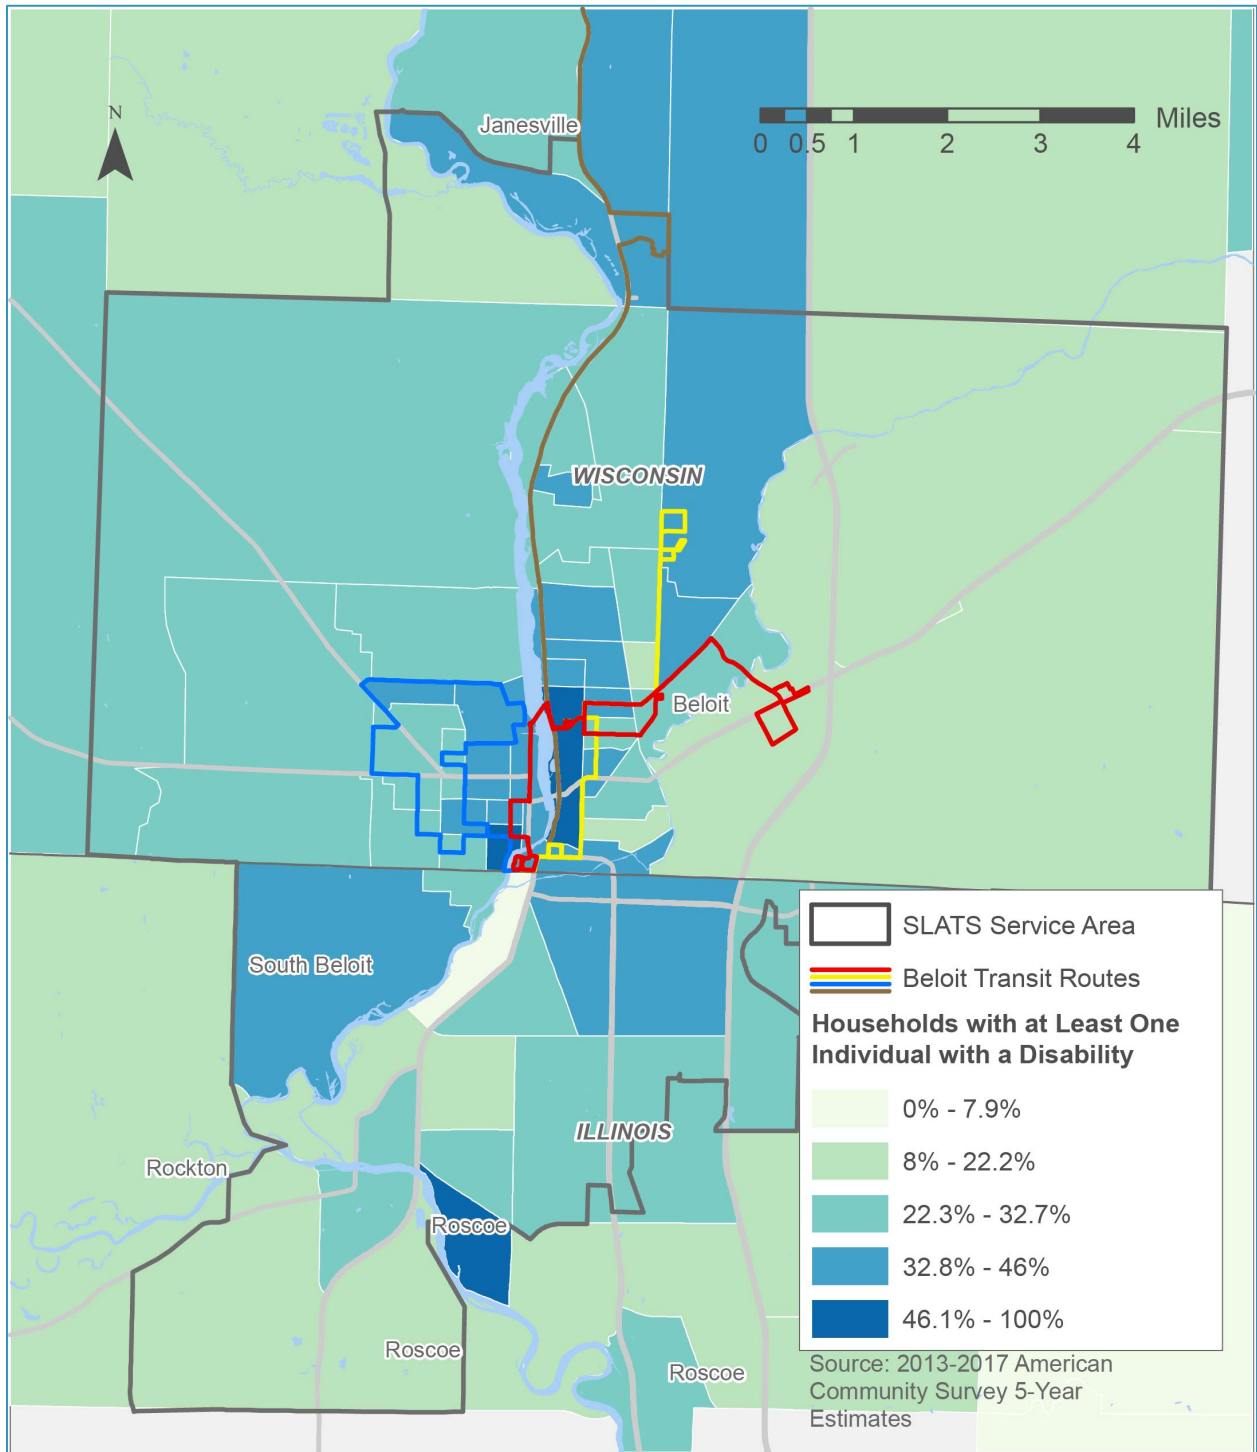 N
Janesville
Miles
0 0.5 1 2 3 4
WISCONSIN
Beloit
South Beloit
ILLINOIS
Rockton
Roscoe
Roscoe
Roscoe
SLATS Service Area
Beloit Transit Routes
Households with at Least One
Individual with a Disability
0% - 7.9%
8% - 22.2%
22.3% - 32.7%
32.8% - 46%
46.1% - 100%
Source: 2013-2017 American
Community Survey 5-Year
Estimates